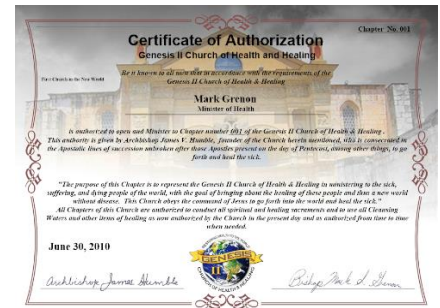 Chapter No. 001
Certificate of Authorization
Genesis II Church of Health and Healing
Be it known to all men that in accordance with the requirements of the
Genesis II Church of Health & Healing
Mark Grenon
Minister of Health
is authorized to open and Minister to Chapter number 001 of the Genesis II Church of Health & Healing .
This authority is given by Archbishop James V. Humble, founder of the Church herein mentioned, who is connected in
the Apostolic lines of succession unbroken after those Apostles present on the day of Pentecost, among other things, to go
forth and heal the sick.
"The purpose of this Chapter is to represent the Genesis II Church of Health & Healing in ministering to the sick,
suffering, and dying people of the world, with the goal of bringing about the healing of these people and thus a new world
without disease. This Church obeys the command of Jesus to go forth into the world and heal the sick."
All Chapters of this Church are authorized to conduct all spiritual and healing sacraments and to use all Cleansing
Waters and other items of healing as now authorized by the Church in the present day and as authorized from time to time
when needed.
June 30, 2010
GENESIS
II
CHURCH OF HEALTH & HEALING
Archbishop James Humble
Bishop Mark S. Grenon